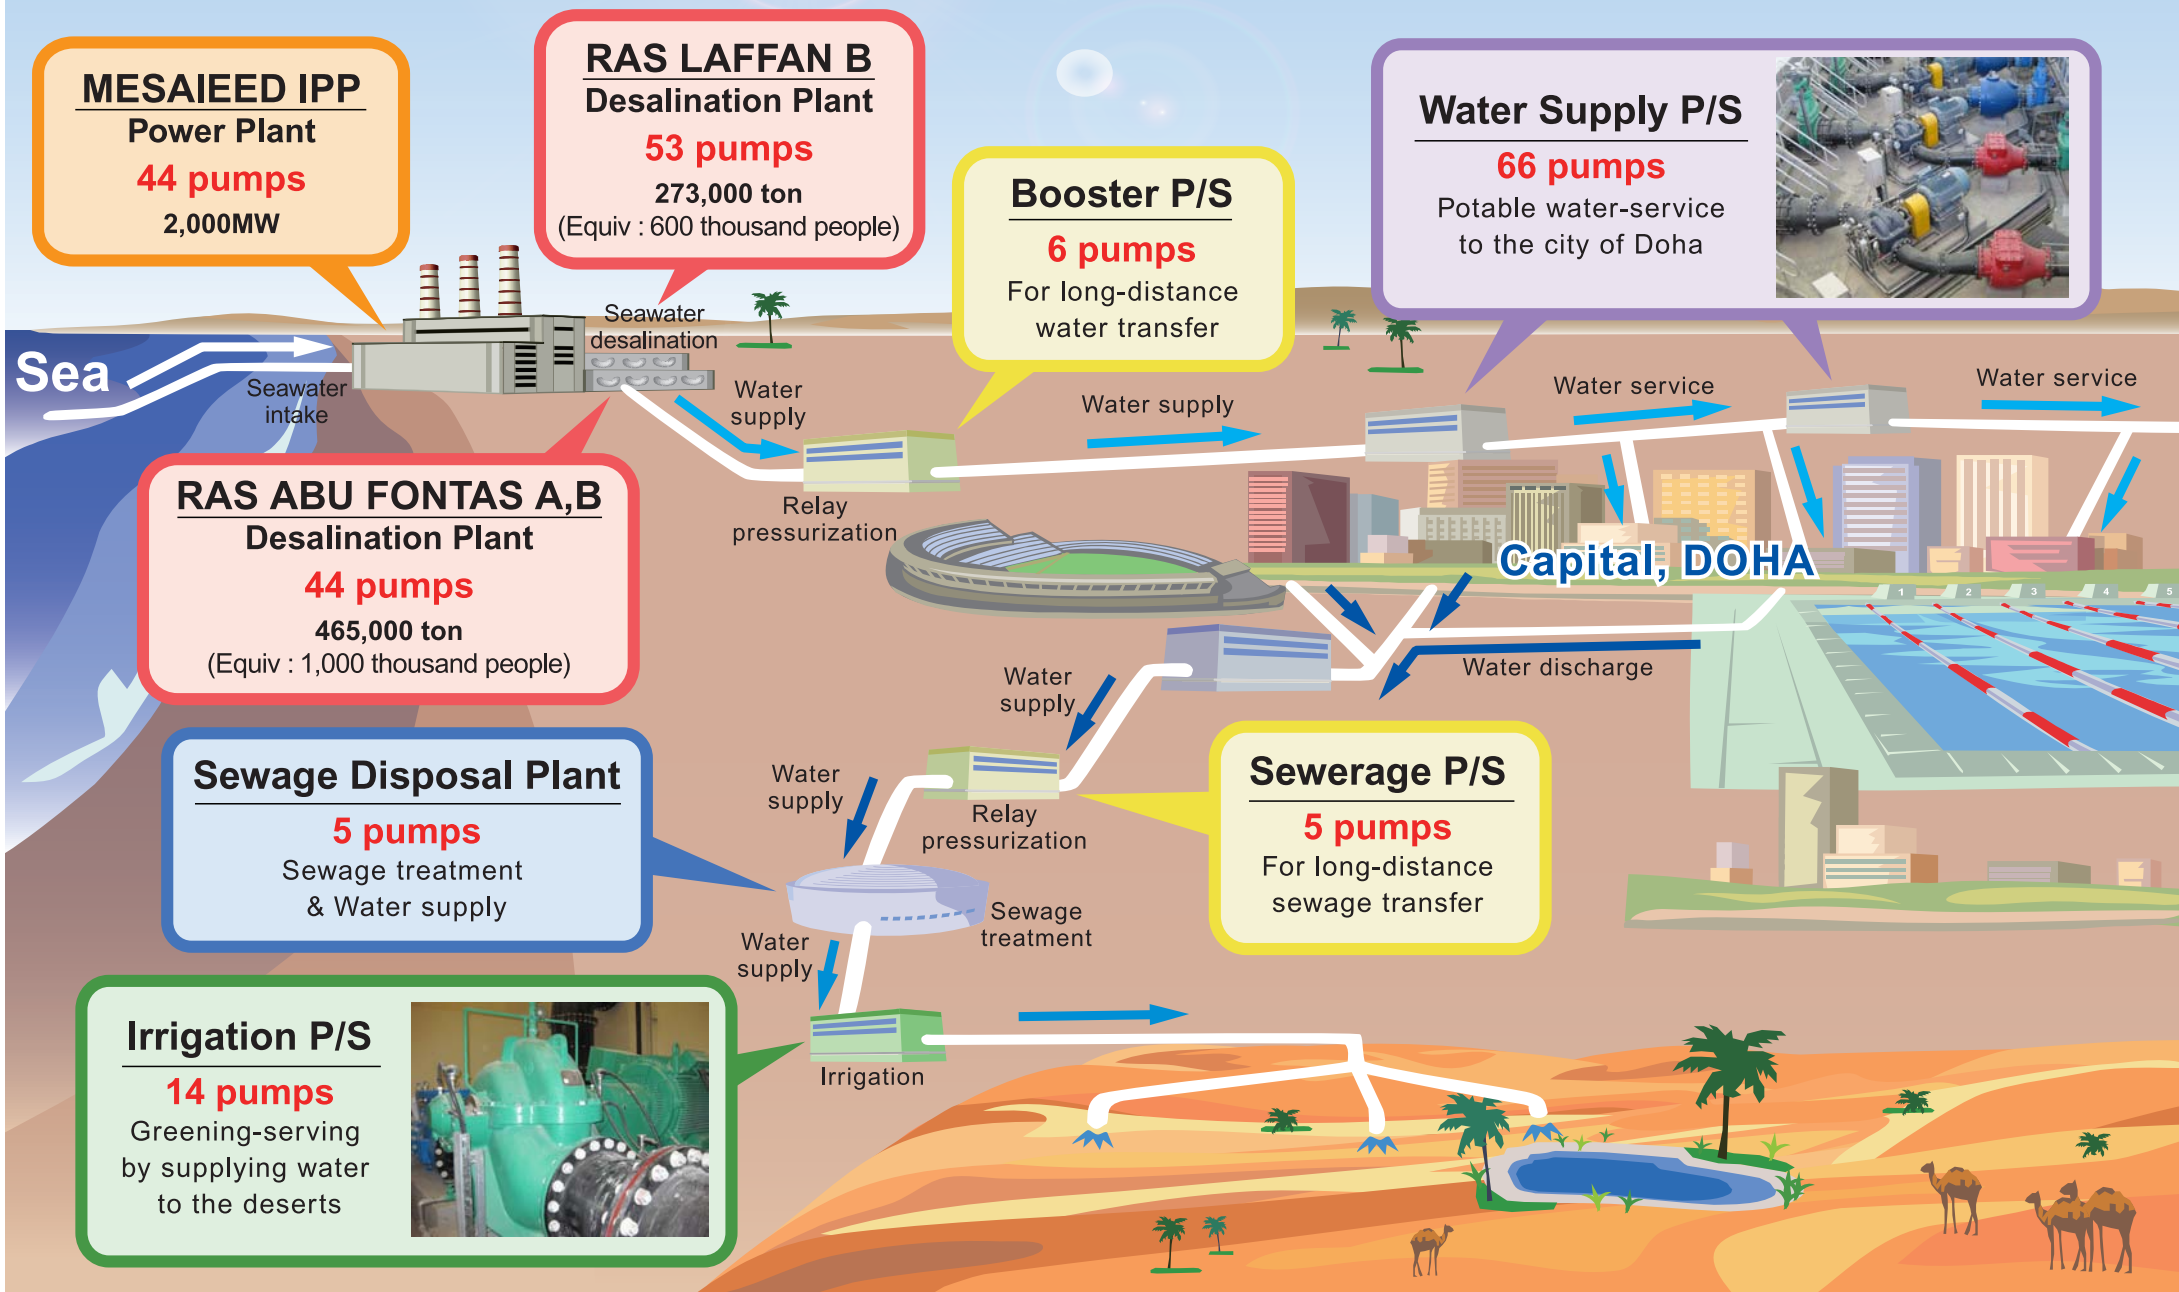 MESAIEED IPP
Power Plant
44 pumps
2,000MW
RAS LAFFAN B
Desalination Plant
53 pumps
273,000 ton
(Equiv : 600 thousand people)
Booster P/S
6 pumps
For long-distance
water transfer
Water Supply P/S
66 pumps
Potable water-service
to the city of Doha
Sea
Seawater
intake
Seawater
desalination
Water
supply
Water supply
Water service
Water service
Relay
pressurization
RAS ABU FONTAS A,B
Desalination Plant
44 pumps
465,000 ton
(Equiv : 1,000 thousand people)
Capital, DOHA
1
2
3
4
5
Water discharge
Water
supply
Sewage Disposal Plant
5 pumps
Sewage treatment
& Water supply
Water
supply
Relay
pressurization
Sewerage P/S
5 pumps
For long-distance
sewage transfer
Sewage
treatment
Water
supply
Irrigation P/S
14 pumps
Greening-serving
by supplying water
to the deserts
Irrigation